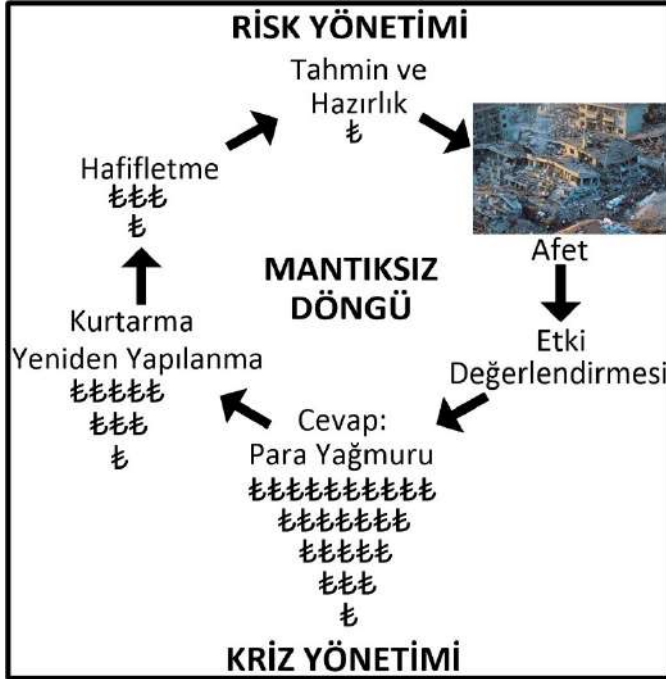 RİSK YÖNETİMİ
Tahmin ve
Hazırlık
₺
Afet
Etki
Değerlendirmesi
Cevap:
Para Yağmuru
₺₺₺₺₺₺₺₺₺₺
₺₺₺₺₺₺₺
₺₺₺₺₺
₺₺₺
₺
Kurtarma
Yeniden Yapılanma
₺₺₺₺₺
₺₺₺
₺
Hafifletme
₺₺₺
₺
MANTIKSIZ
DÖNGÜ
KRİZ YÖNETİMİ